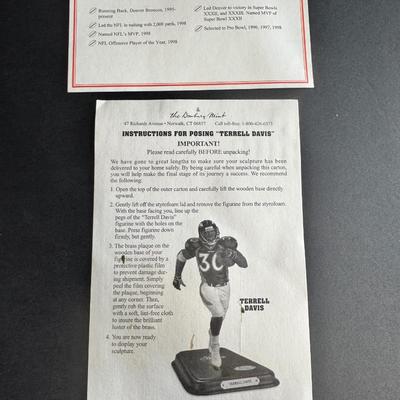 Running Back, Denver Broncos, 1995-
present
Led the NFL in rushing with 2,008 yards, 1998
Named NFL's MVP, 1998
NFL Offensive Player of the Year, 1998
Led Denver to victory in Super Bowls
XXXII, and XXXIII. Named MVP of
Super Bowl XXXII
Selected to Pro Bowl, 1996, 1997, 1998
the Danbury Mint
47 Richards Avenue • Norwalk, CT 06857 Call toll-free: 1-800-426-0373
INSTRUCTIONS FOR POSING "TERRELL DAVIS"
IMPORTANT!
Please read carefully BEFORE unpacking!
We have gone to great lengths to make sure your sculpture has been
delivered to your home safely. By being careful when unpacking this carton,
you will help make the final stage of its journey a success. We recommend
the following:
1. Open the top of the outer carton and carefully lift the wooden base directly
upward.
2. Gently lift off the styrofoam lid and remove the figurine from the styrofoam.
With the base facing you, line up the
pegs of the "Terrell Davis"
figurine with the holes on
the base. Press figurine down
firmly, but gently.
3. The brass plaque on the
wooden base of your
figurine is covered by a
protective plastic film
to prevent damage dur-
ing shipment. Simply
peel the film covering
the plaque, beginning
at any corner. Then,
gently rub the surface
with a soft, lint-free cloth
to insure the brilliant
luster of the brass.
4. You are now ready
to display your
sculpture.
30
TERRELL
DAVIS
TERRELL DAVIS